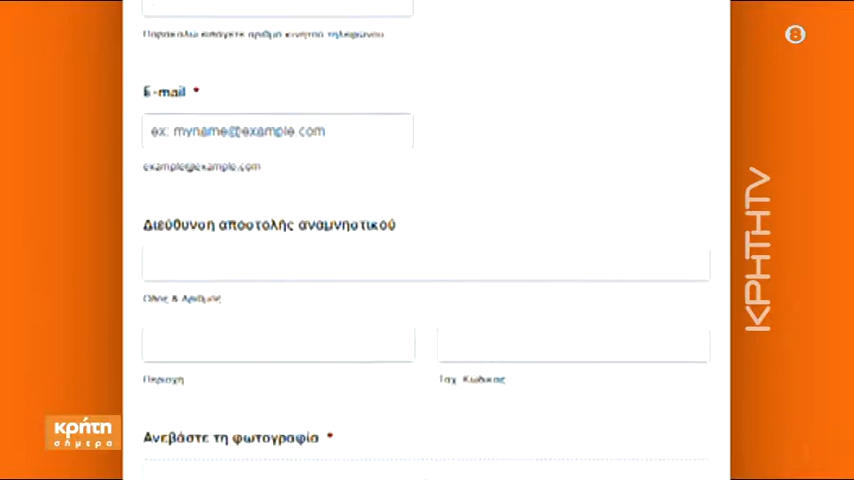 8
Παρακαλώ εισάγετε αριθμό κινητού τηλεφώνου
E-mail *
ex: myname@example.com
example@example.com
Διεύθυνση αποστολής αναμνηστικού
Οδός & Αριθμός
Περιοχή
Ταχ. Κώδικας
Ανεβάστε τη φωτογραφία *
ΚΡΗΤΗTV
κρήτη
σήμερα